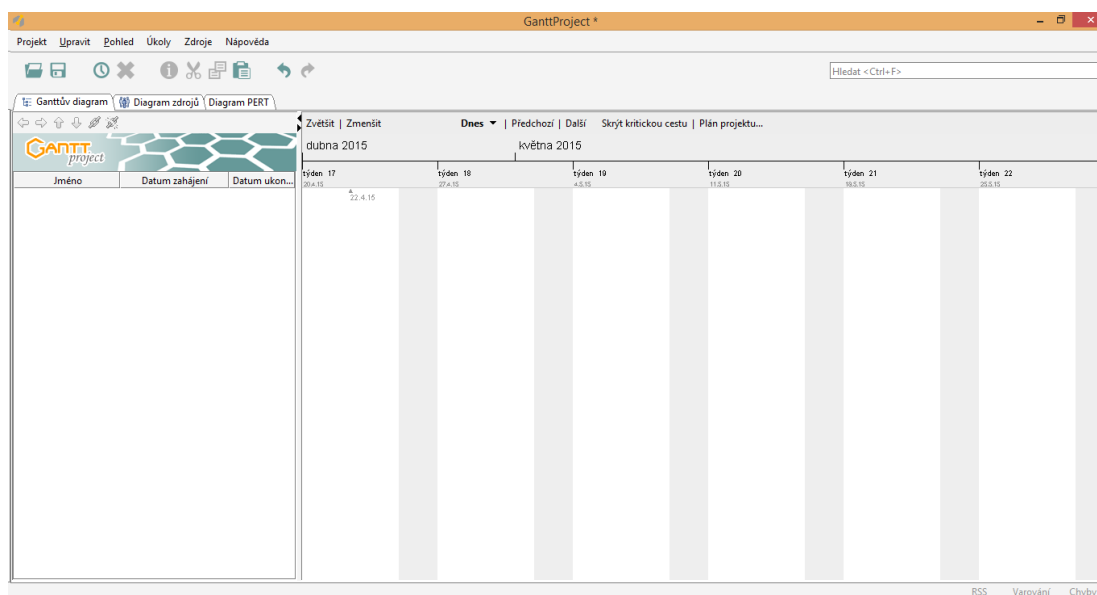 GanttProject *
Projekt Upravit Pohled Úkoly Zdroje Nápověda
Hledat <Ctrl+F>
Ganttův diagram Diagram zdrojů Diagram PERT
Zvětšit | Zmenšit Dnes | Předchozí | Další Skrýt kritickou cestu | Plán projektu...
GANTT project
dubna 2015 května 2015
týden 17 týden 18 týden 19 týden 20 týden 21 týden 22
Jméno Datum zahájení Datum ukon...
20.4.15 27.4.15 4.5.15 11.5.15 18.5.15 25.5.15
22.4.15
RSS Varování Chyby